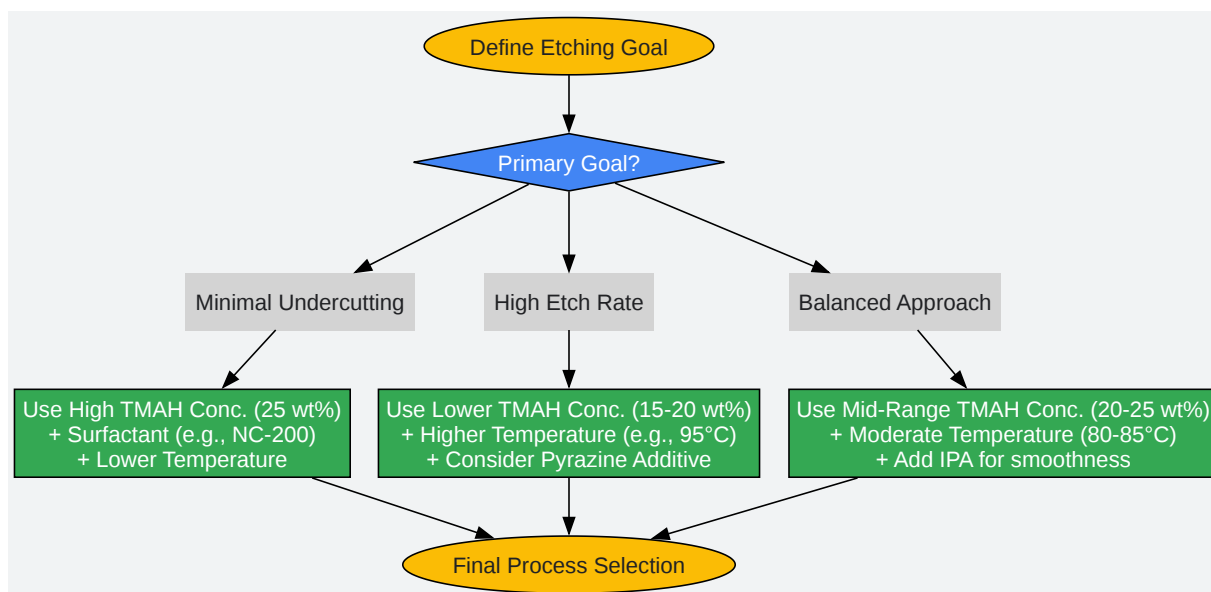 Define Etching Goal
Primary Goal?
Minimal Undercutting
High Etch Rate
Balanced Approach
Use High TMAH Conc. (25 wt%)
+ Surfactant (e.g., NC-200)
+ Lower Temperature
Use Lower TMAH Conc. (15-20 wt%)
+ Higher Temperature (e.g., 95°C)
+ Consider Pyrazine Additive
Use Mid-Range TMAH Conc. (20-25 wt%)
+ Moderate Temperature (80-85°C)
+ Add IPA for smoothness
Final Process Selection